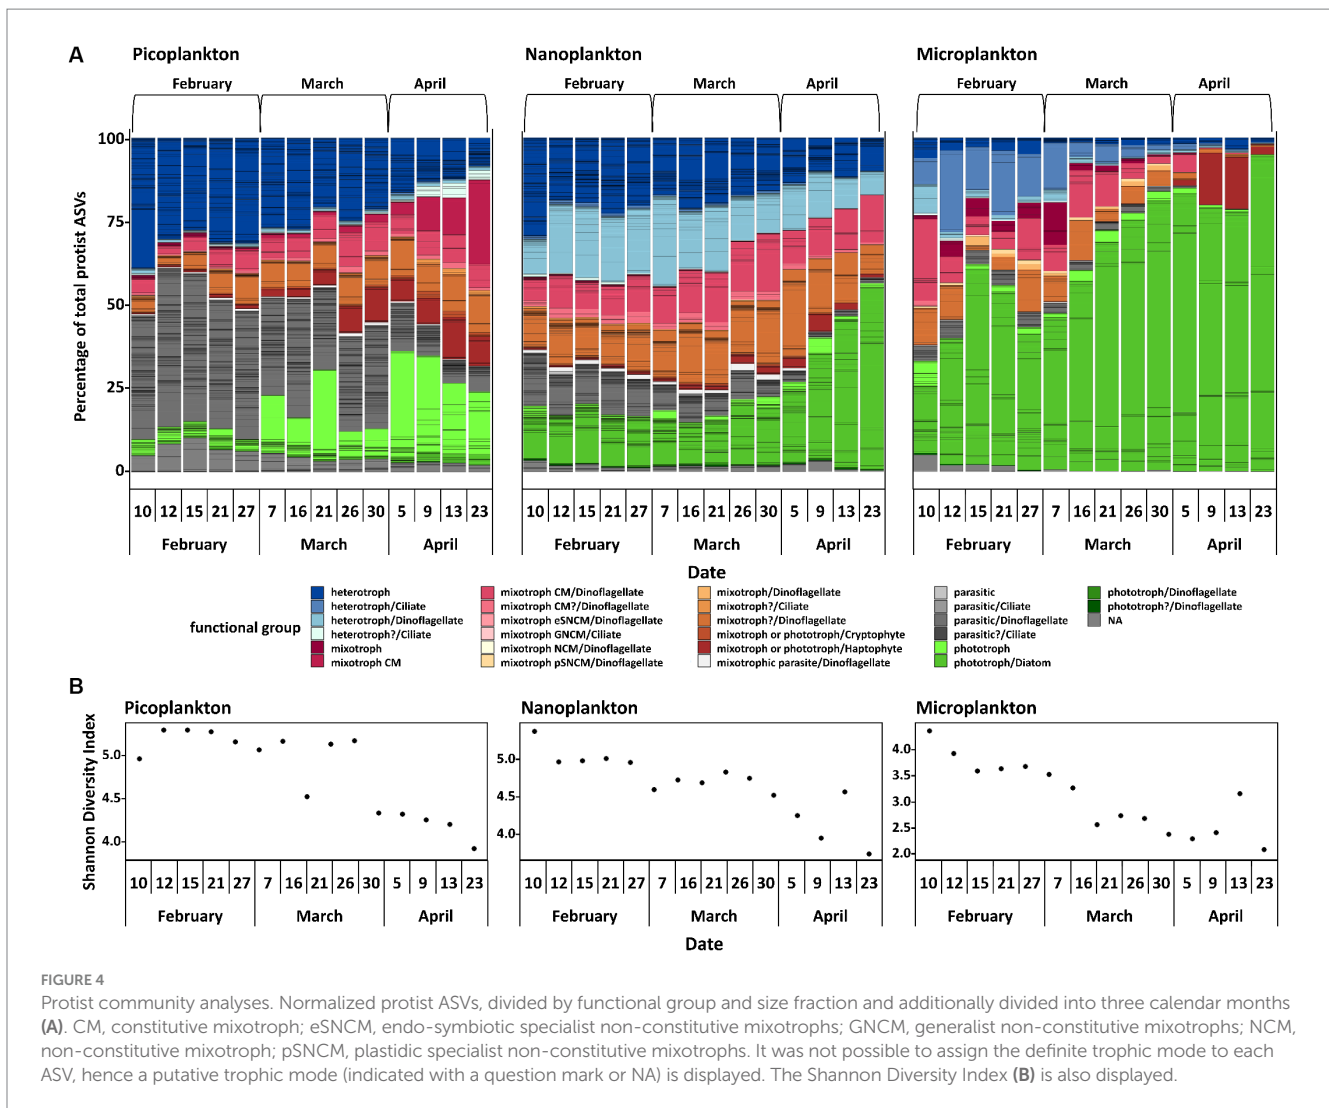 A
Picoplankton
Nanoplankton
Microplankton
February March April
February March April
February March April
Percentage of total protist ASVs
100
75
50
25
0
10 12 15 21 27 7 16 21 26 30 5 9 13 23
10 12 15 21 27 7 16 21 26 30 5 9 13 23
10 12 15 21 27 7 16 21 26 30 5 9 13 23
February March April
February March April
February March April
Date
functional group
heterotroph
heterotroph/Ciliate
heterotroph/Dinoflagellate
heterotroph?/Ciliate
mixotroph
mixotroph CM
mixotroph CM/Dinoflagellate
mixotroph CM?/Dinoflagellate
mixotroph eSNCM/Dinoflagellate
mixotroph GNCM/Ciliate
mixotroph NCM/Dinoflagellate
mixotroph pSNCM/Dinoflagellate
mixotroph/Dinoflagellate
mixotroph?/Ciliate
mixotroph?/Dinoflagellate
mixotroph or phototroph/Cryptophyte
mixotroph or phototroph/Haptophyte
mixotrophic parasite/Dinoflagellate
parasitic
parasitic/Ciliate
parasitic/Dinoflagellate
parasitic?/Ciliate
phototroph
phototroph/Diatom
phototroph/Dinoflagellate
phototroph?/Dinoflagellate
NA
B
Picoplankton
Nanoplankton
Microplankton
Shannon Diversity Index
5.0
4.5
4.0
5.0
4.5
4.0
4.0
3.5
3.0
2.5
2.0
10 12 15 21 27 7 16 21 26 30 5 9 13 23
10 12 15 21 27 7 16 21 26 30 5 9 13 23
10 12 15 21 27 7 16 21 26 30 5 9 13 23
February March April
February March April
February March April
Date
FIGURE 4
Protist community analyses. Normalized protist ASVs, divided by functional group and size fraction and additionally divided into three calendar months
(A). CM, constitutive mixotroph; eSNCM, endo-symbiotic specialist non-constitutive mixotrophs; GNCM, generalist non-constitutive mixotrophs; NCM,
non-constitutive mixotroph; pSNCM, plastidic specialist non-constitutive mixotrophs. It was not possible to assign the definite trophic mode to each
ASV, hence a putative trophic mode (indicated with a question mark or NA) is displayed. The Shannon Diversity Index (B) is also displayed.